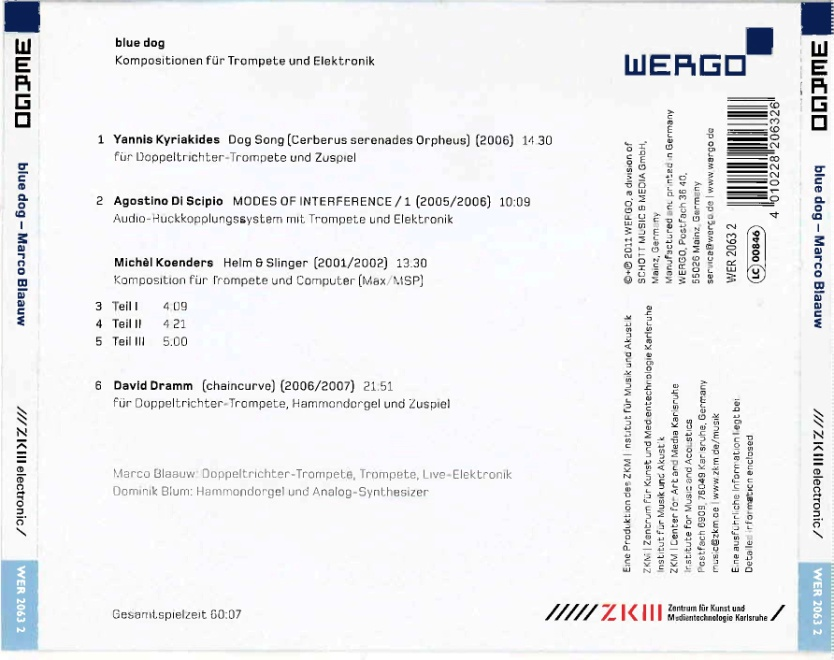 WERGO
blue dog – Marco Blaauw
///ZKM electronic/
WER 2063 2
blue dog
Kompositionen für Trompete und Elektronik
1 Yannis Kyriakides Dog Song (Cerberus serenades Orpheus) (2006) 14.30
für Doppeltrichter-Trompete und Zuspiel
2 Agostino Di Scipio MODES OF INTERFERENCE / 1 (2005/2006) 10:09
Audio-Rückkopplungssystem mit Trompete und Elektronik
Michèl Koenders Helm & Slinger (2001/2002) 13.30
Komposition für Trompete und Computer (Max/MSP)
3 Teil I 4:09
4 Teil II 4:21
5 Teil III 5.00
6 David Dramm (chaincurve) (2006/2007) 21:51
für Doppeltrichter-Trompete, Hammondorgel und Zuspiel
Marco Blaauw: Doppeltrichter-Trompete, Trompete, Live-Elektronik
Dominik Blum: Hammondorgel und Analog-Synthesizer
Gesamtspielzeit 60:07
WERGO
℗+© 2011 WERGO, a division of
SCHOTT MUSIC & MEDIA GmbH,
Mainz, Germany
Manufactured and printed in Germany
WERGO, Postfach 36 40,
55026 Mainz, Germany
service@wergo.de | www.wergo.de
WER 2063 2
LC 00846
4 010228 206326
Eine Produktion des ZKM | Institut für Musik und Akustik
ZKM | Zentrum für Kunst und Medientechnologie Karlsruhe
Institut für Musik und Akustik
ZKM | Center for Art and Media Karlsruhe
Institute for Music and Acoustics
Postfach 6909, 76049 Karlsruhe, Germany
music@zkm.de | www.zkm.de/musik
Eine ausführliche Information liegt bei.
Detailed information enclosed
/////ZKM Zentrum für Kunst und
Medientechnologie Karlsruhe /
WERGO
blue dog – Marco Blaauw
///ZKM electronic/
WER 2063 2